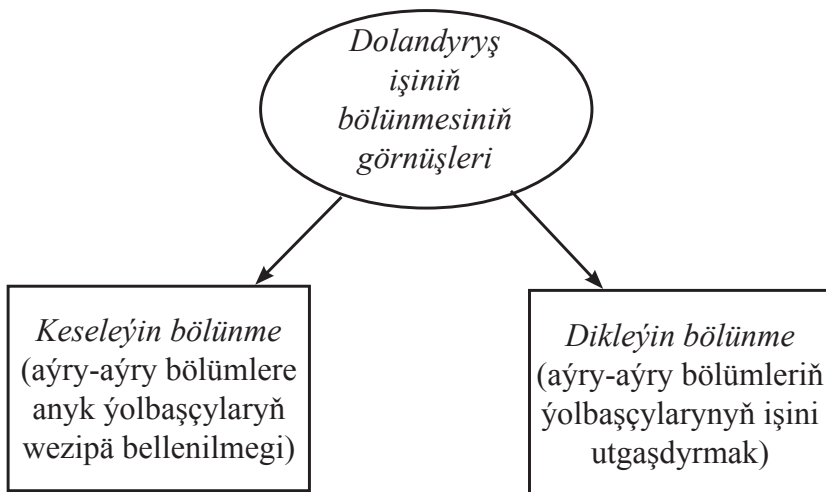 Dolandyryş
işiniň
bölünmesiniň
görnüşleri
Keseleýin bölünme
(aýry-aýry bölümlere
anyk ýolbaşçylaryň
wezipä bellenilmegi)
Dikleýin bölünme
(aýry-aýry bölümleriň
ýolbaşçylarynyň işini
utgaşdyrmak)